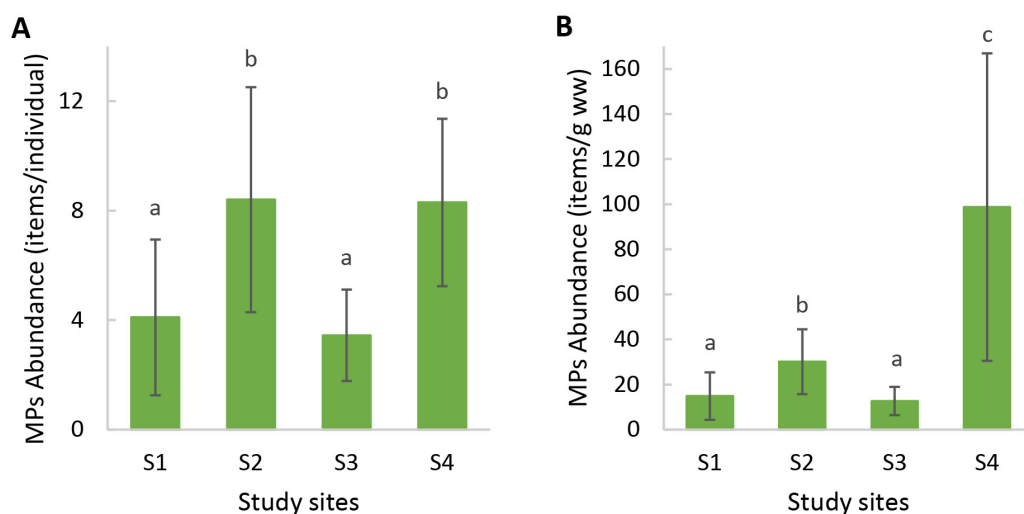 A
MPs Abundance (items/individual)
12
8
4
0
b
b
a
a
S1 S2 S3 S4
Study sites
B
MPs Abundance (items/g ww)
160
140
120
100
80
60
40
20
0
c
b
a
a
S1 S2 S3 S4
Study sites